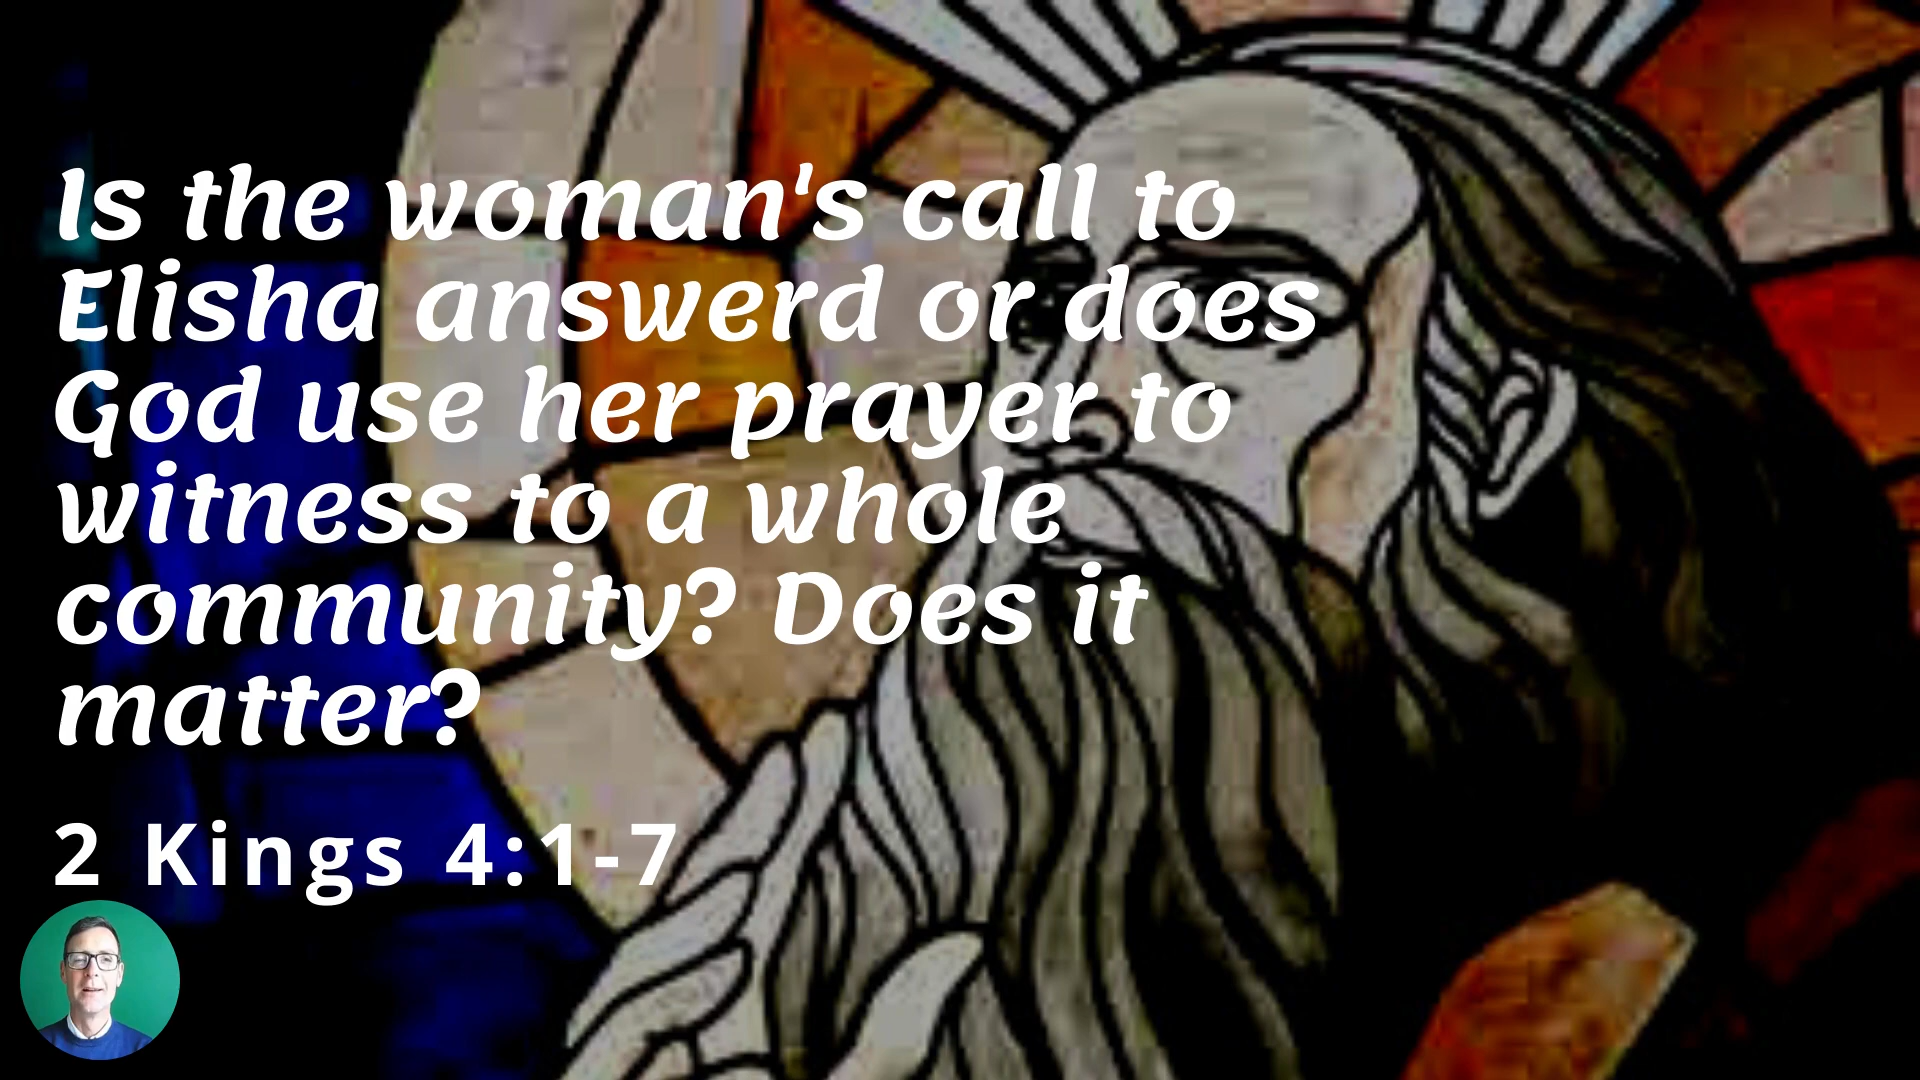 Is the woman's call to
Elisha answerd or does
God use her prayer to
witness to a whole
community? Does it
matter?
2 Kings 4:1-7